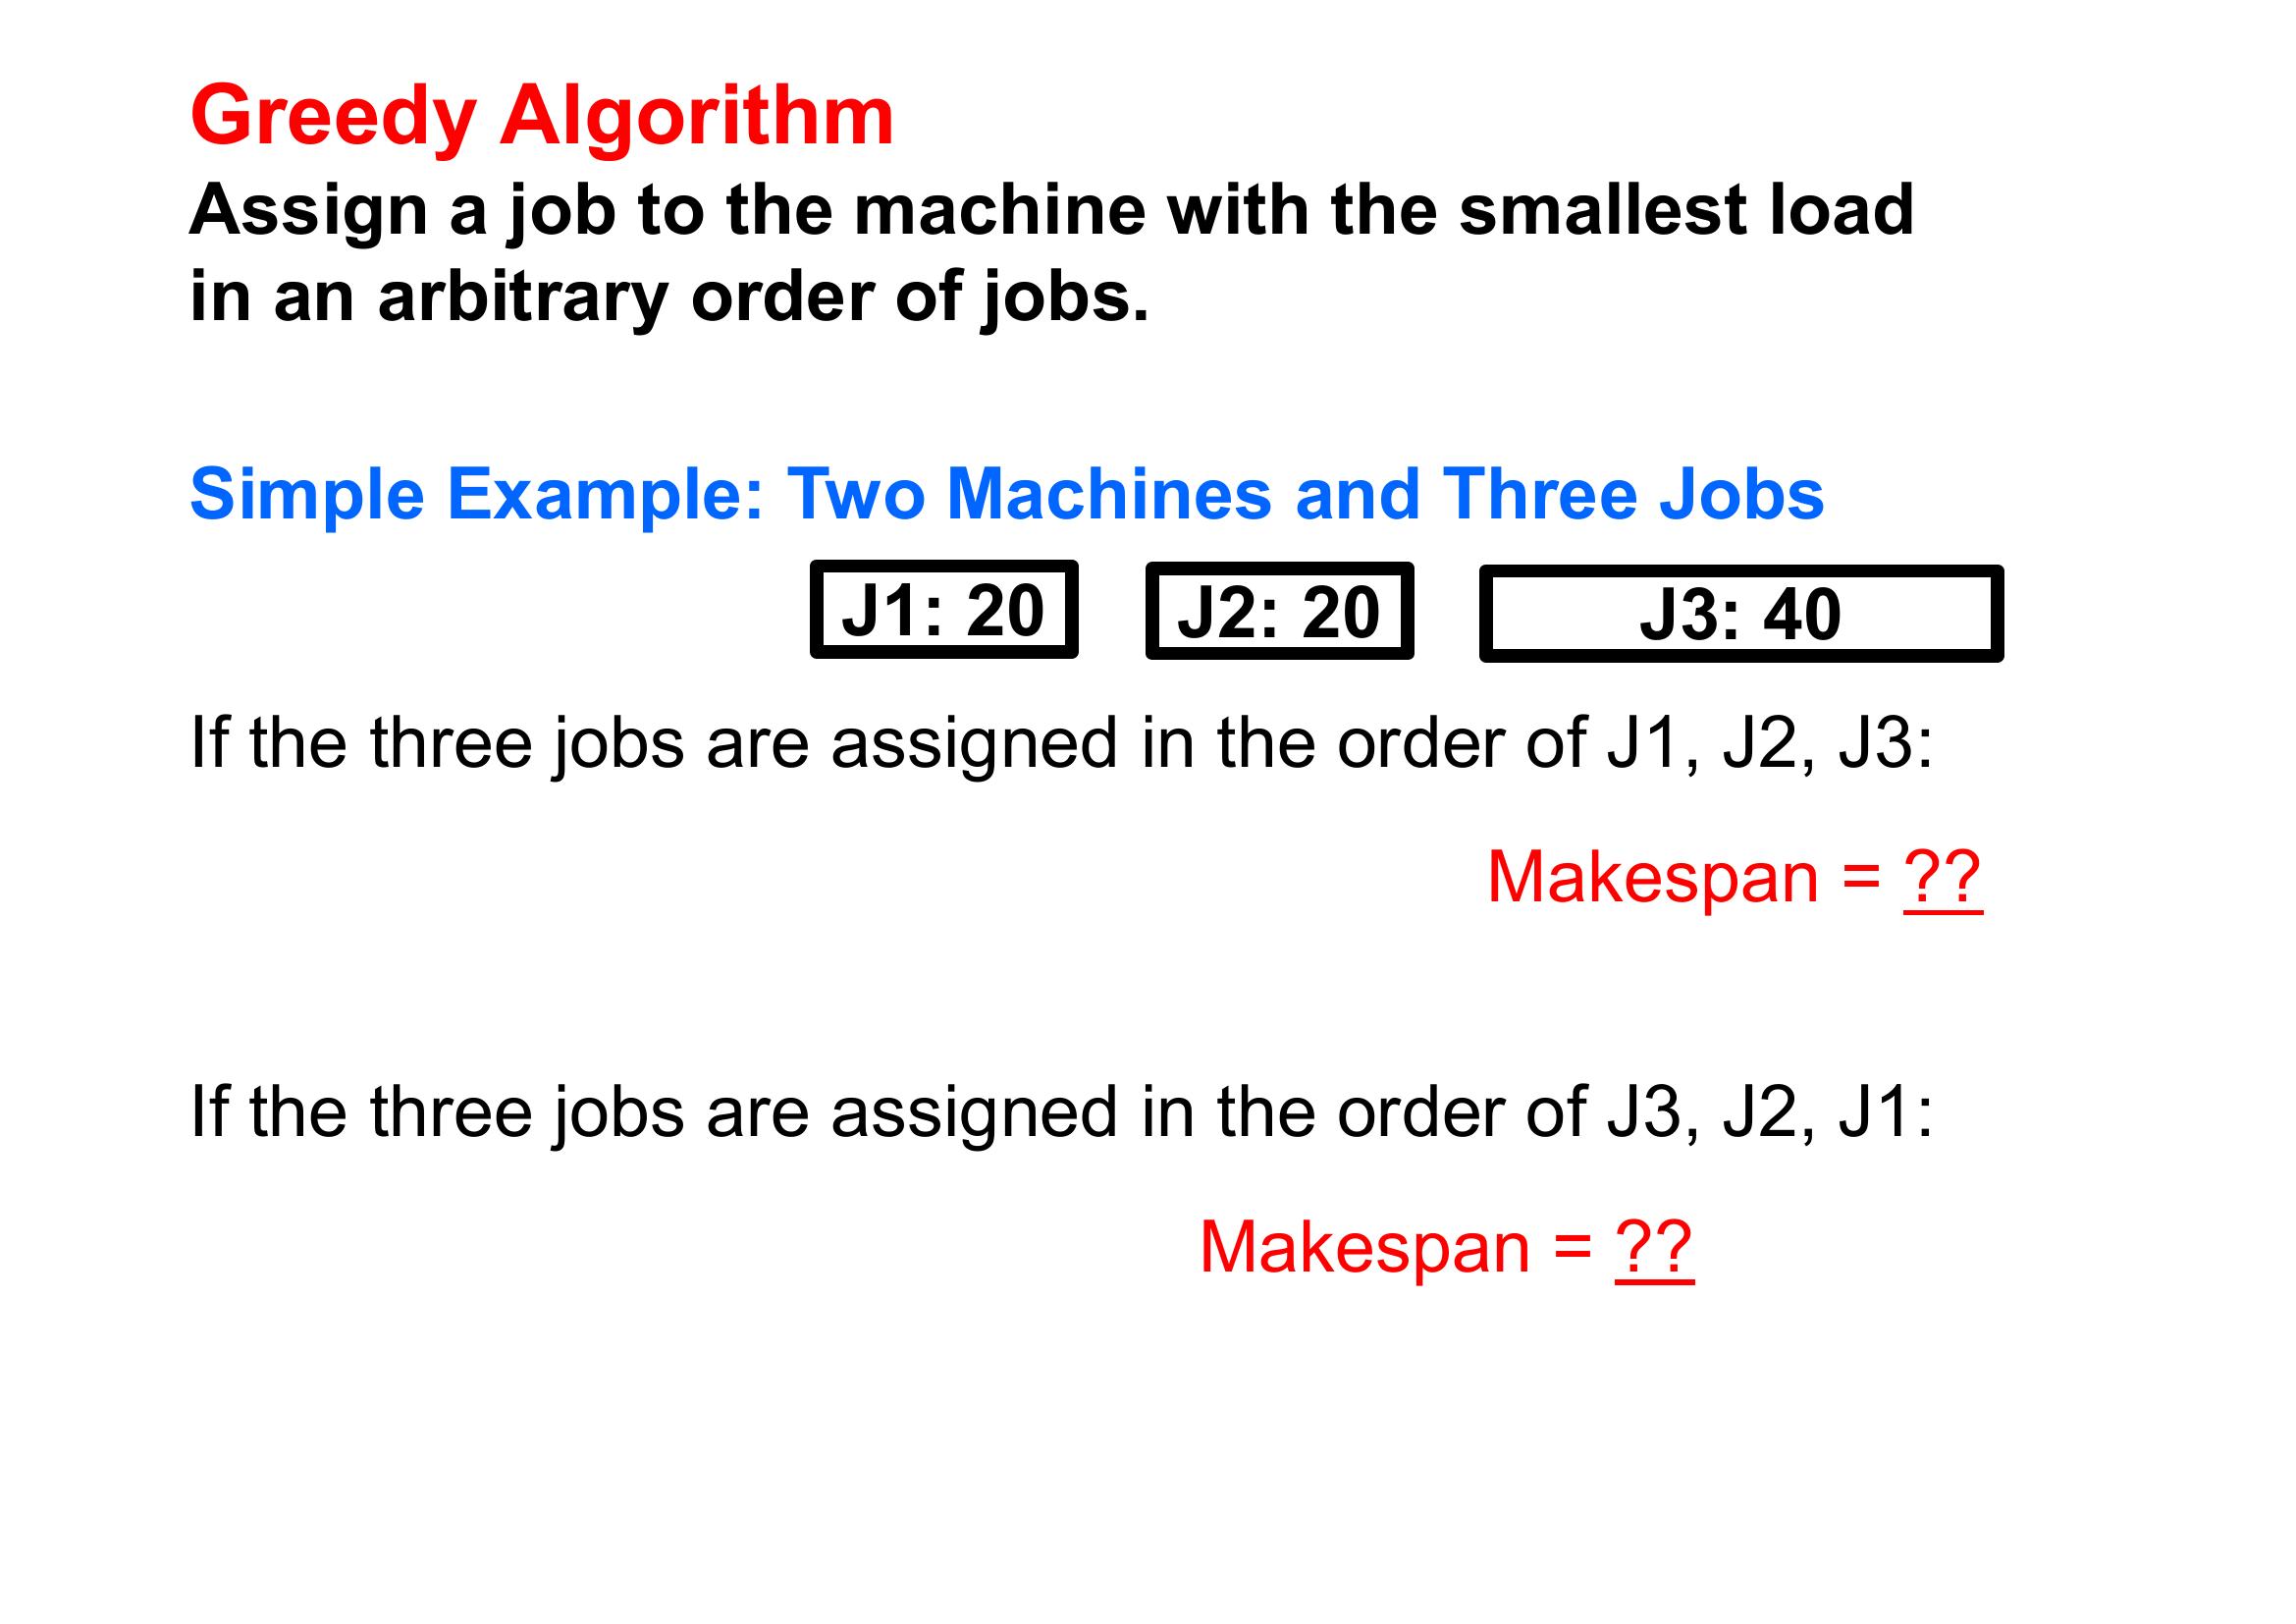 Greedy Algorithm
Assign a job to the machine with the smallest load
in an arbitrary order of jobs.
Simple Example: Two Machines and Three Jobs
J1: 20 J2: 20 J3: 40
If the three jobs are assigned in the order of J1, J2, J3:
Makespan = ??
If the three jobs are assigned in the order of J3, J2, J1:
Makespan = ??